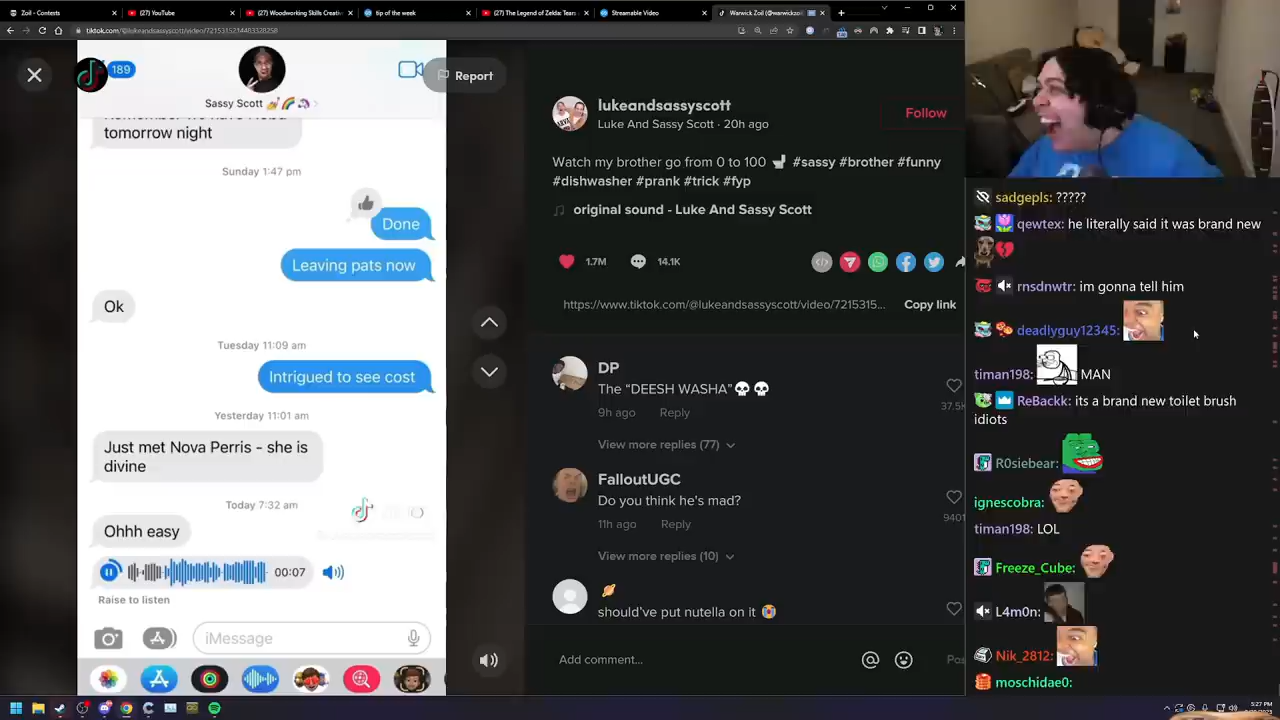 Zoil - Contests
(27) YouTube
(27) Woodworking Skills Creativ
tip of the week
(27) The Legend of Zelda: Tears
Streamable Video
Warwick Zoil (@warwickzoil
tiktok.com/@lukeandsassyscott/video/7215315214483328258
189
Report
Sassy Scott 💅🌈🦄 >
tomorrow night
Sunday 1:47 pm
Done
Leaving pats now
Ok
Tuesday 11:09 am
Intrigued to see cost
Yesterday 11:01 am
Just met Nova Perris - she is
divine
Today 7:32 am
Ohhh easy
00:07
Raise to listen
iMessage
lukeandsassyscott
Luke And Sassy Scott · 20h ago
Follow
Watch my brother go from 0 to 100 🚽 #sassy #brother #funny
#dishwasher #prank #trick #fyp
original sound - Luke And Sassy Scott
1.7M
14.1K
https://www.tiktok.com/@lukeandsassyscott/video/7215315...
Copy link
DP
The “DEESH WASHA”💀💀
37.5K
9h ago
Reply
View more replies (77)
FalloutUGC
Do you think he's mad?
9401
11h ago
Reply
View more replies (10)
🪐
should've put nutella on it 😭
Add comment...
Pos
sadgepls: ?????
qewtex: he literally said it was brand new
rnsdnwtr: im gonna tell him
deadlyguy12345:
timan198: MAN
ReBackk: its a brand new toilet brush
idiots
R0siebear:
ignescobra:
timan198: LOL
Freeze_Cube:
L4m0n:
Nik_2812:
moschidae0:
5:27 PM